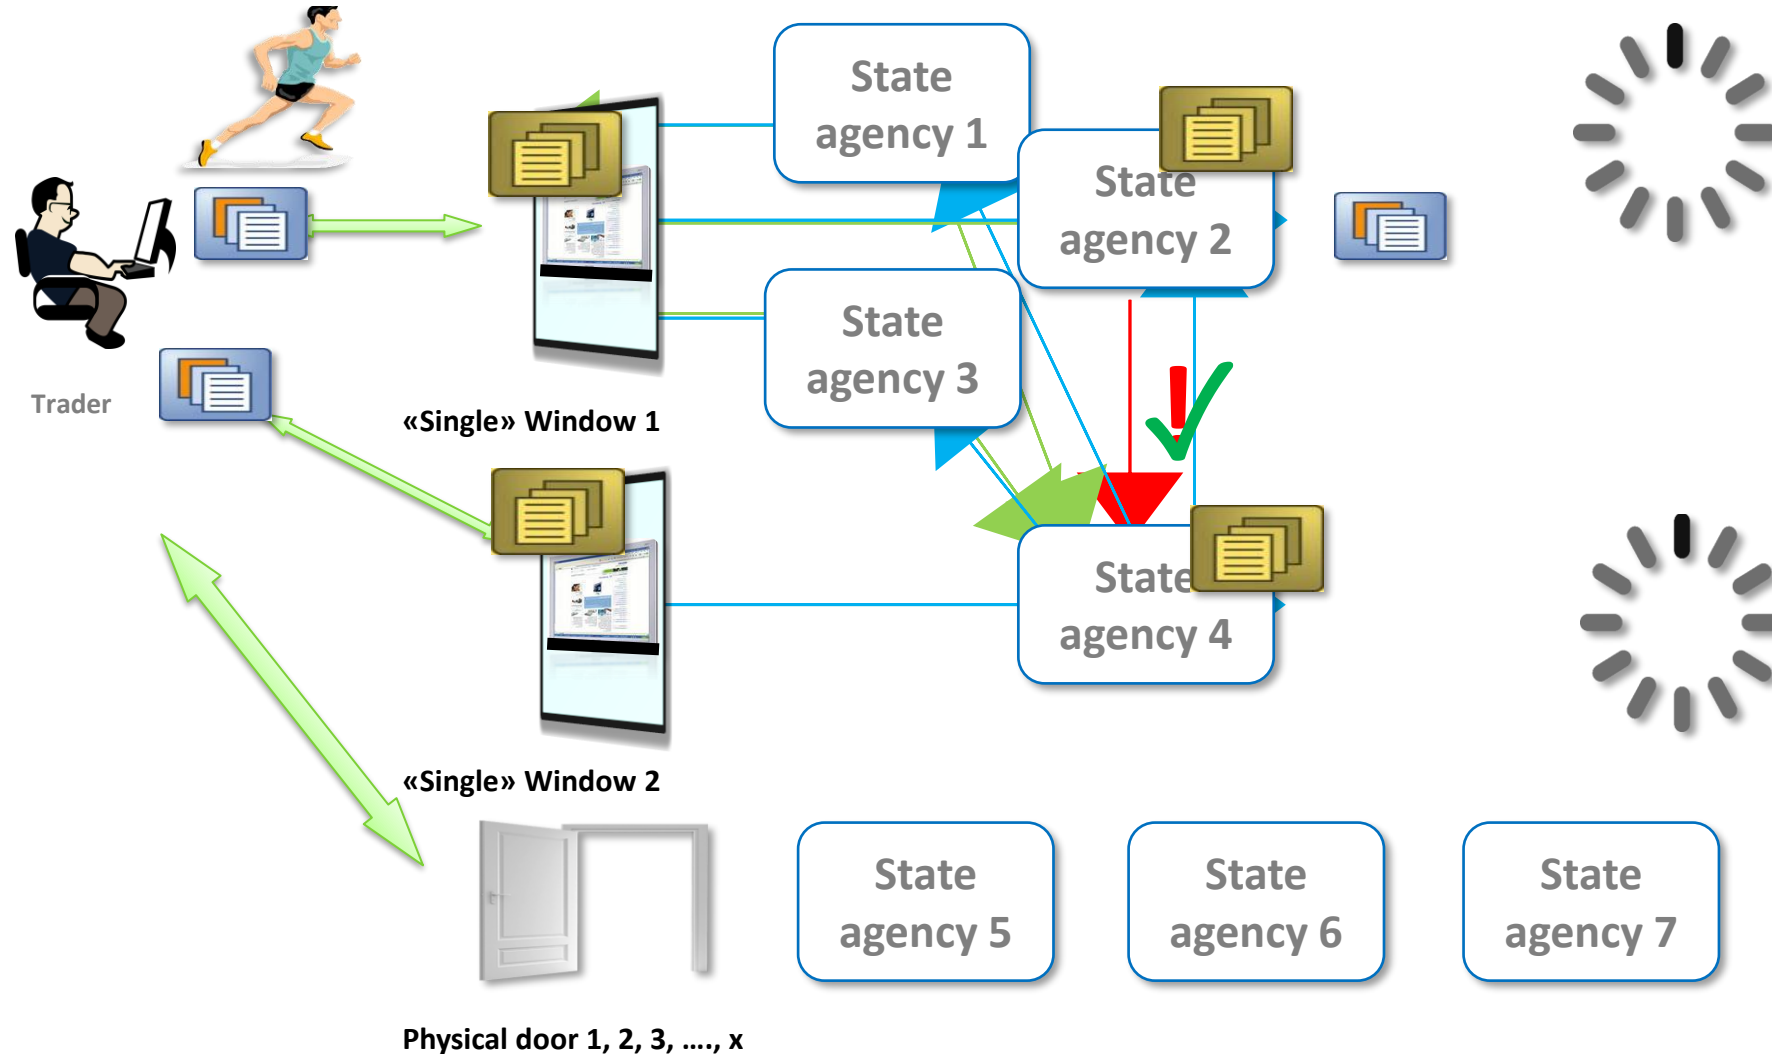 State
agency 1
State
agency 2
State
agency 3
Trader
«Single» Window 1
State
agency 4
«Single» Window 2
State
agency 5
State
agency 6
State
agency 7
Physical door 1, 2, 3, …., x